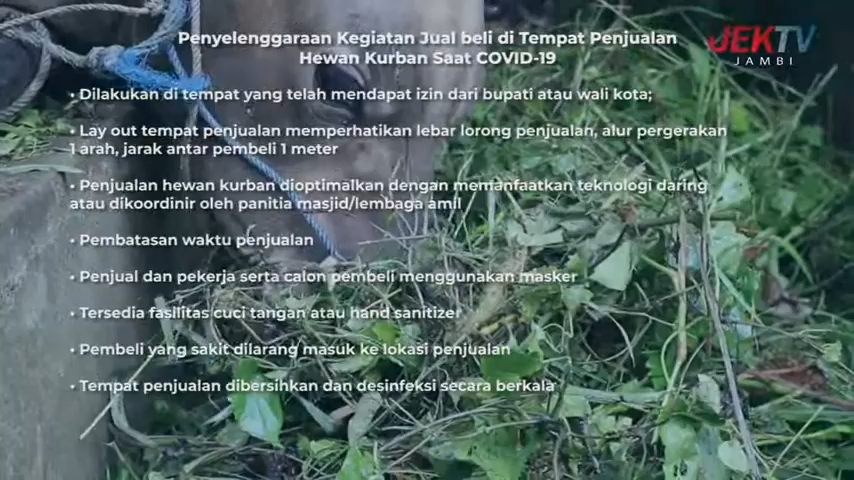 Penyelenggaraan Kegiatan Jual beli di Tempat Penjualan
Hewan Kurban Saat COVID-19
JEKTV
JAMBI
• Dilakukan di tempat yang telah mendapat izin dari bupati atau wali kota;
• Lay out tempat penjualan memperhatikan lebar lorong penjualan, alur pergerakan
1 arah, jarak antar pembeli 1 meter
• Penjualan hewan kurban dioptimalkan dengan memanfaatkan teknologi daring
atau dikoordinir oleh panitia masjid/lembaga amil
• Pembatasan waktu penjualan
• Penjual dan pekerja serta calon pembeli menggunakan masker
• Tersedia fasilitas cuci tangan atau hand sanitizer
• Pembeli yang sakit dilarang masuk ke lokasi penjualan
• Tempat penjualan dibersihkan dan desinfeksi secara berkala